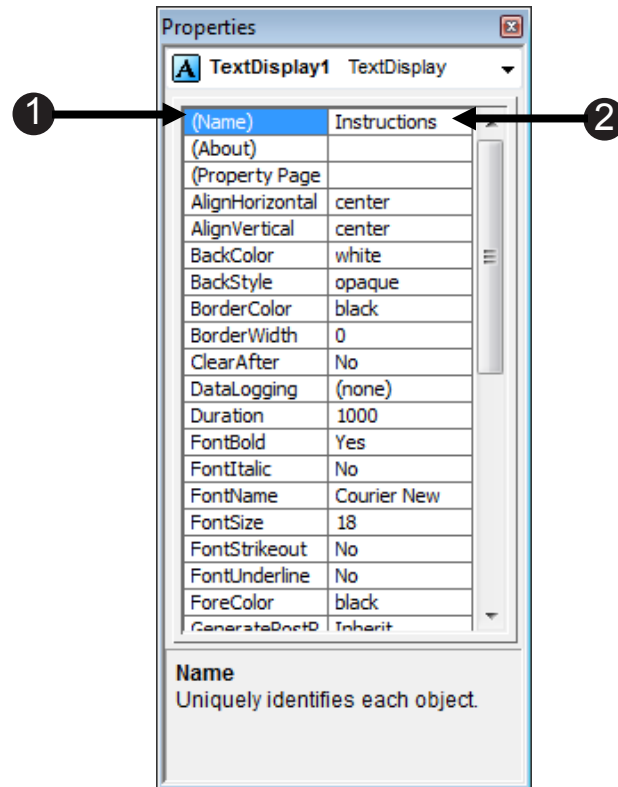 Properties
TextDisplay1 TextDisplay
1 (Name) Instructions 2
(About)
(Property Page
AlignHorizontal center
AlignVertical center
BackColor white
BackStyle opaque
BorderColor black
BorderWidth 0
ClearAfter No
DataLogging (none)
Duration 1000
FontBold Yes
FontItalic No
FontName Courier New
FontSize 18
FontStrikeout No
FontUnderline No
ForeColor black
GeneratePostP Inherit
Name
Uniquely identifies each object.